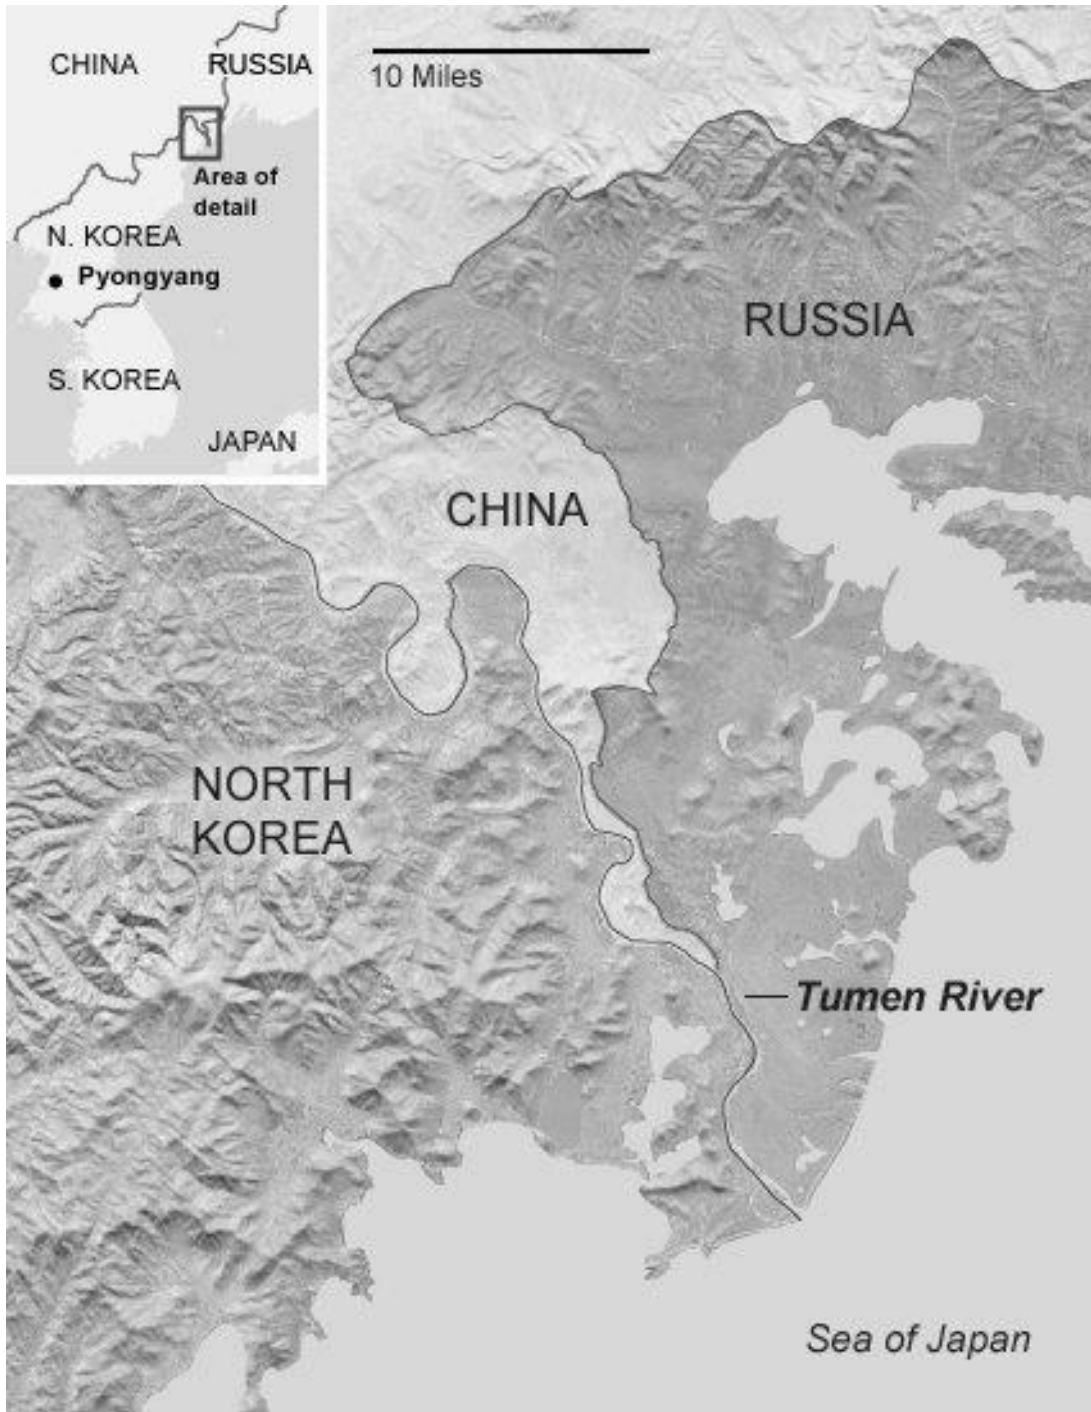 CHINA
RUSSIA
Area of
detail
N. KOREA
Pyongyang
S. KOREA
JAPAN
10 Miles
RUSSIA
CHINA
NORTH
KOREA
Tumen River
Sea of Japan